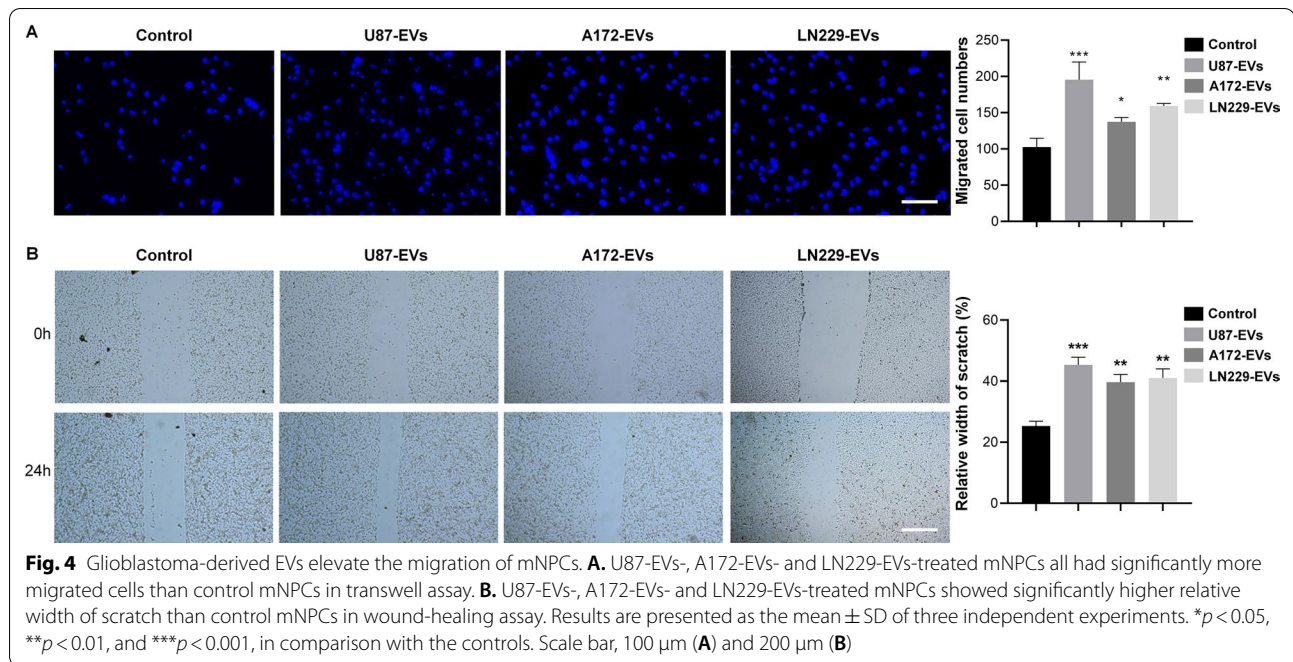 A
Control
U87-EVs
A172-EVs
LN229-EVs
Migrated cell numbers
250
200
150
100
50
0
***
*
**
Control
U87-EVs
A172-EVs
LN229-EVs
B
Control
U87-EVs
A172-EVs
LN229-EVs
0h
24h
Relative width of scratch (%)
60
40
20
0
***
**
**
Control
U87-EVs
A172-EVs
LN229-EVs
Fig. 4 Glioblastoma-derived EVs elevate the migration of mNPCs. A. U87-EVs-, A172-EVs- and LN229-EVs-treated mNPCs all had significantly more
migrated cells than control mNPCs in transwell assay. B. U87-EVs-, A172-EVs- and LN229-EVs-treated mNPCs showed significantly higher relative
width of scratch than control mNPCs in wound-healing assay. Results are presented as the mean ± SD of three independent experiments. *p < 0.05,
**p < 0.01, and ***p < 0.001, in comparison with the controls. Scale bar, 100 μm (A) and 200 μm (B)